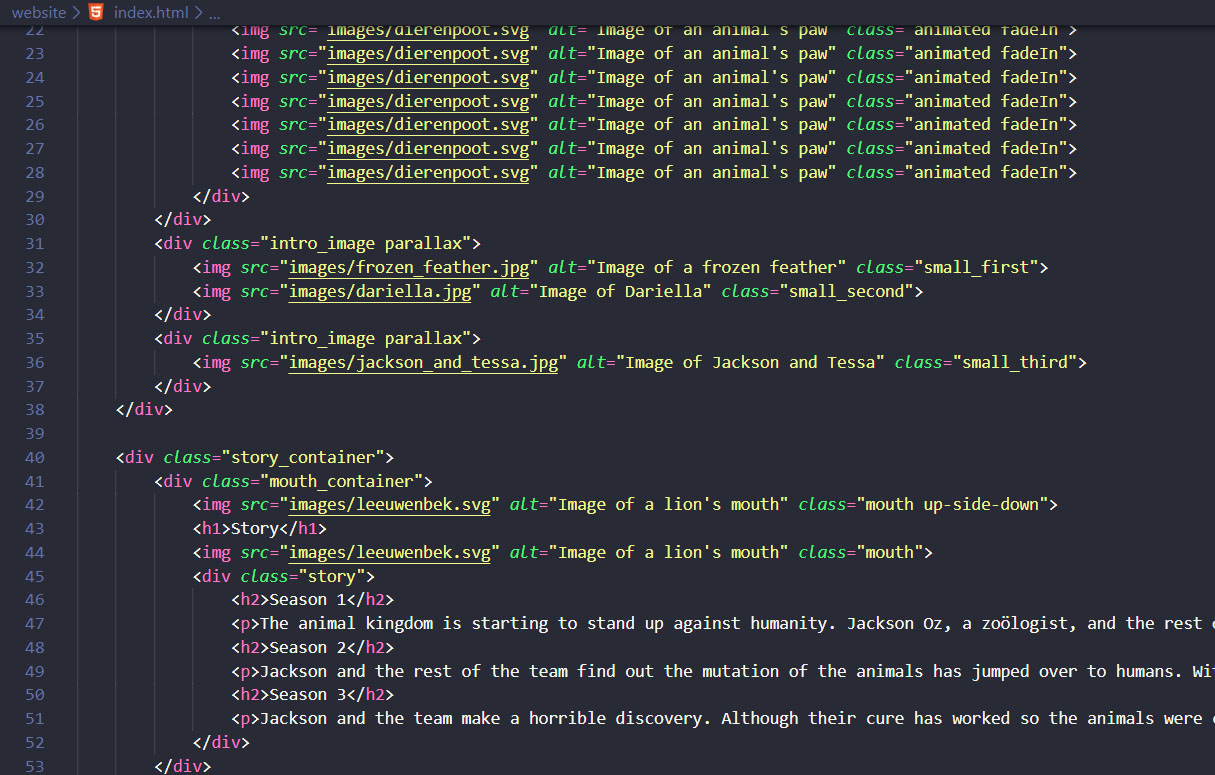 website > index.html > ...
22 <img src="images/dierenpoot.svg" alt="Image of an animal's paw" class="animated fadeIn">
23 <img src="images/dierenpoot.svg" alt="Image of an animal's paw" class="animated fadeIn">
24 <img src="images/dierenpoot.svg" alt="Image of an animal's paw" class="animated fadeIn">
25 <img src="images/dierenpoot.svg" alt="Image of an animal's paw" class="animated fadeIn">
26 <img src="images/dierenpoot.svg" alt="Image of an animal's paw" class="animated fadeIn">
27 <img src="images/dierenpoot.svg" alt="Image of an animal's paw" class="animated fadeIn">
28 <img src="images/dierenpoot.svg" alt="Image of an animal's paw" class="animated fadeIn">
29 </div>
30 </div>
31 <div class="intro_image parallax">
32 <img src="images/frozen_feather.jpg" alt="Image of a frozen feather" class="small_first">
33 <img src="images/dariella.jpg" alt="Image of Dariella" class="small_second">
34 </div>
35 <div class="intro_image parallax">
36 <img src="images/jackson_and_tessa.jpg" alt="Image of Jackson and Tessa" class="small_third">
37 </div>
38 </div>
39
40 <div class="story_container">
41 <div class="mouth_container">
42 <img src="images/leeuwenbek.svg" alt="Image of a lion's mouth" class="mouth up-side-down">
43 <h1>Story</h1>
44 <img src="images/leeuwenbek.svg" alt="Image of a lion's mouth" class="mouth">
45 <div class="story">
46 <h2>Season 1</h2>
47 <p>The animal kingdom is starting to stand up against humanity. Jackson Oz, a zoölogist, and the rest
48 <h2>Season 2</h2>
49 <p>Jackson and the rest of the team find out the mutation of the animals has jumped over to humans.
50 <h2>Season 3</h2>
51 <p>Jackson and the team make a horrible discovery. Although their cure has worked so the animals were
52 </div>
53 </div>